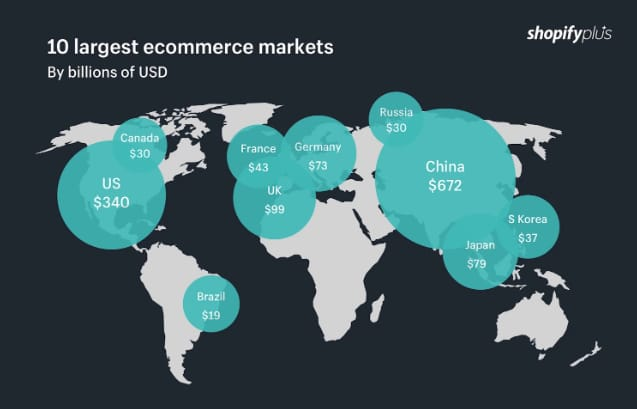 10 largest ecommerce markets
By billions of USD
shopifyplus
Canada
$30
US
$340
France
$43
Germany
$73
UK
$99
Russia
$30
China
$672
S Korea
$37
Japan
$79
Brazil
$19